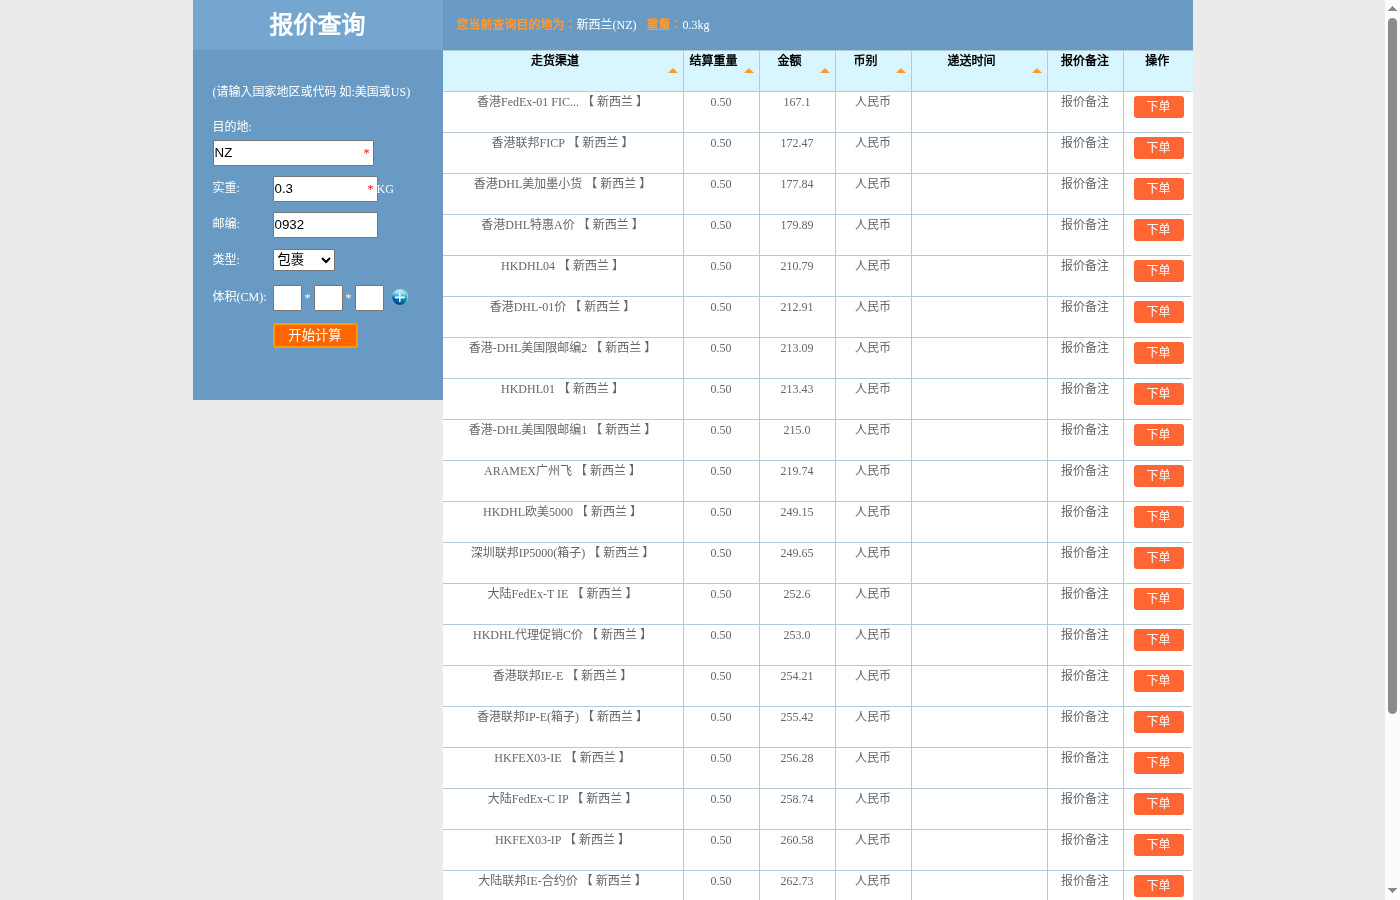 报价查询
(请输入国家地区或代码 如:美国或US)
目的地:
NZ *
实重: 0.3 * KG
邮编: 0932
类型: 包裹
体积(CM): * *
开始计算
您当前查询目的地为：新西兰(NZ) 重量：0.3kg
走货渠道 结算重量 金额 币别 递送时间 报价备注 操作
香港FedEx-01 FIC... 【 新西兰 】 0.50 167.1 人民币 报价备注 下单
香港联邦FICP 【 新西兰 】 0.50 172.47 人民币 报价备注 下单
香港DHL美加墨小货 【 新西兰 】 0.50 177.84 人民币 报价备注 下单
香港DHL特惠A价 【 新西兰 】 0.50 179.89 人民币 报价备注 下单
HKDHL04 【 新西兰 】 0.50 210.79 人民币 报价备注 下单
香港DHL-01价 【 新西兰 】 0.50 212.91 人民币 报价备注 下单
香港-DHL美国限邮编2 【 新西兰 】 0.50 213.09 人民币 报价备注 下单
HKDHL01 【 新西兰 】 0.50 213.43 人民币 报价备注 下单
香港-DHL美国限邮编1 【 新西兰 】 0.50 215.0 人民币 报价备注 下单
ARAMEX广州飞 【 新西兰 】 0.50 219.74 人民币 报价备注 下单
HKDHL欧美5000 【 新西兰 】 0.50 249.15 人民币 报价备注 下单
深圳联邦IP5000(箱子) 【 新西兰 】 0.50 249.65 人民币 报价备注 下单
大陆FedEx-T IE 【 新西兰 】 0.50 252.6 人民币 报价备注 下单
HKDHL代理促销C价 【 新西兰 】 0.50 253.0 人民币 报价备注 下单
香港联邦IE-E 【 新西兰 】 0.50 254.21 人民币 报价备注 下单
香港联邦IP-E(箱子) 【 新西兰 】 0.50 255.42 人民币 报价备注 下单
HKFEX03-IE 【 新西兰 】 0.50 256.28 人民币 报价备注 下单
大陆FedEx-C IP 【 新西兰 】 0.50 258.74 人民币 报价备注 下单
HKFEX03-IP 【 新西兰 】 0.50 260.58 人民币 报价备注 下单
大陆联邦IE-合约价 【 新西兰 】 0.50 262.73 人民币 报价备注 下单